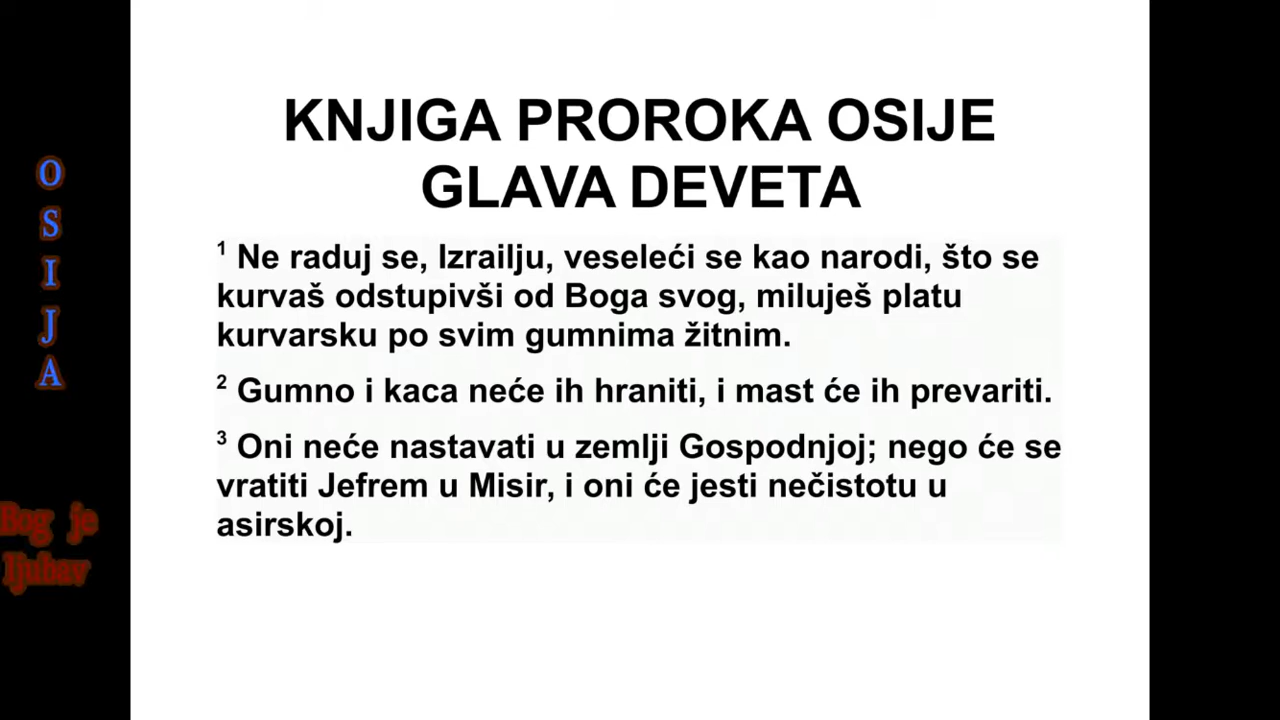 KNJIGA PROROKA OSIJE
GLAVA DEVETA
1 Ne raduj se, Izrailju, veseleći se kao narodi, što se
kurvaš odstupivši od Boga svog, miluješ platu
kurvarsku po svim gumnima žitnim.
2 Gumno i kaca neće ih hraniti, i mast će ih prevariti.
3 Oni neće nastavati u zemlji Gospodnjoj; nego će se
vratiti Jefrem u Misir, i oni će jesti nečistotu u
asirskoj.
O
S
I
J
A
Bog je
ljubav